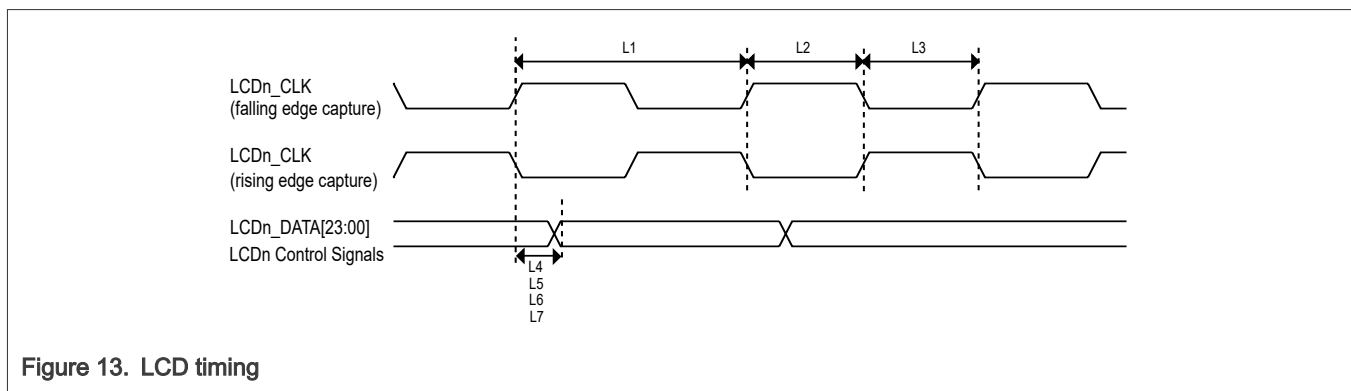 L1 L2 L3
LCDn_CLK
(falling edge capture)
LCDn_CLK
(rising edge capture)
LCDn_DATA[23:00]
LCDn Control Signals
L4
L5
L6
L7
Figure 13. LCD timing